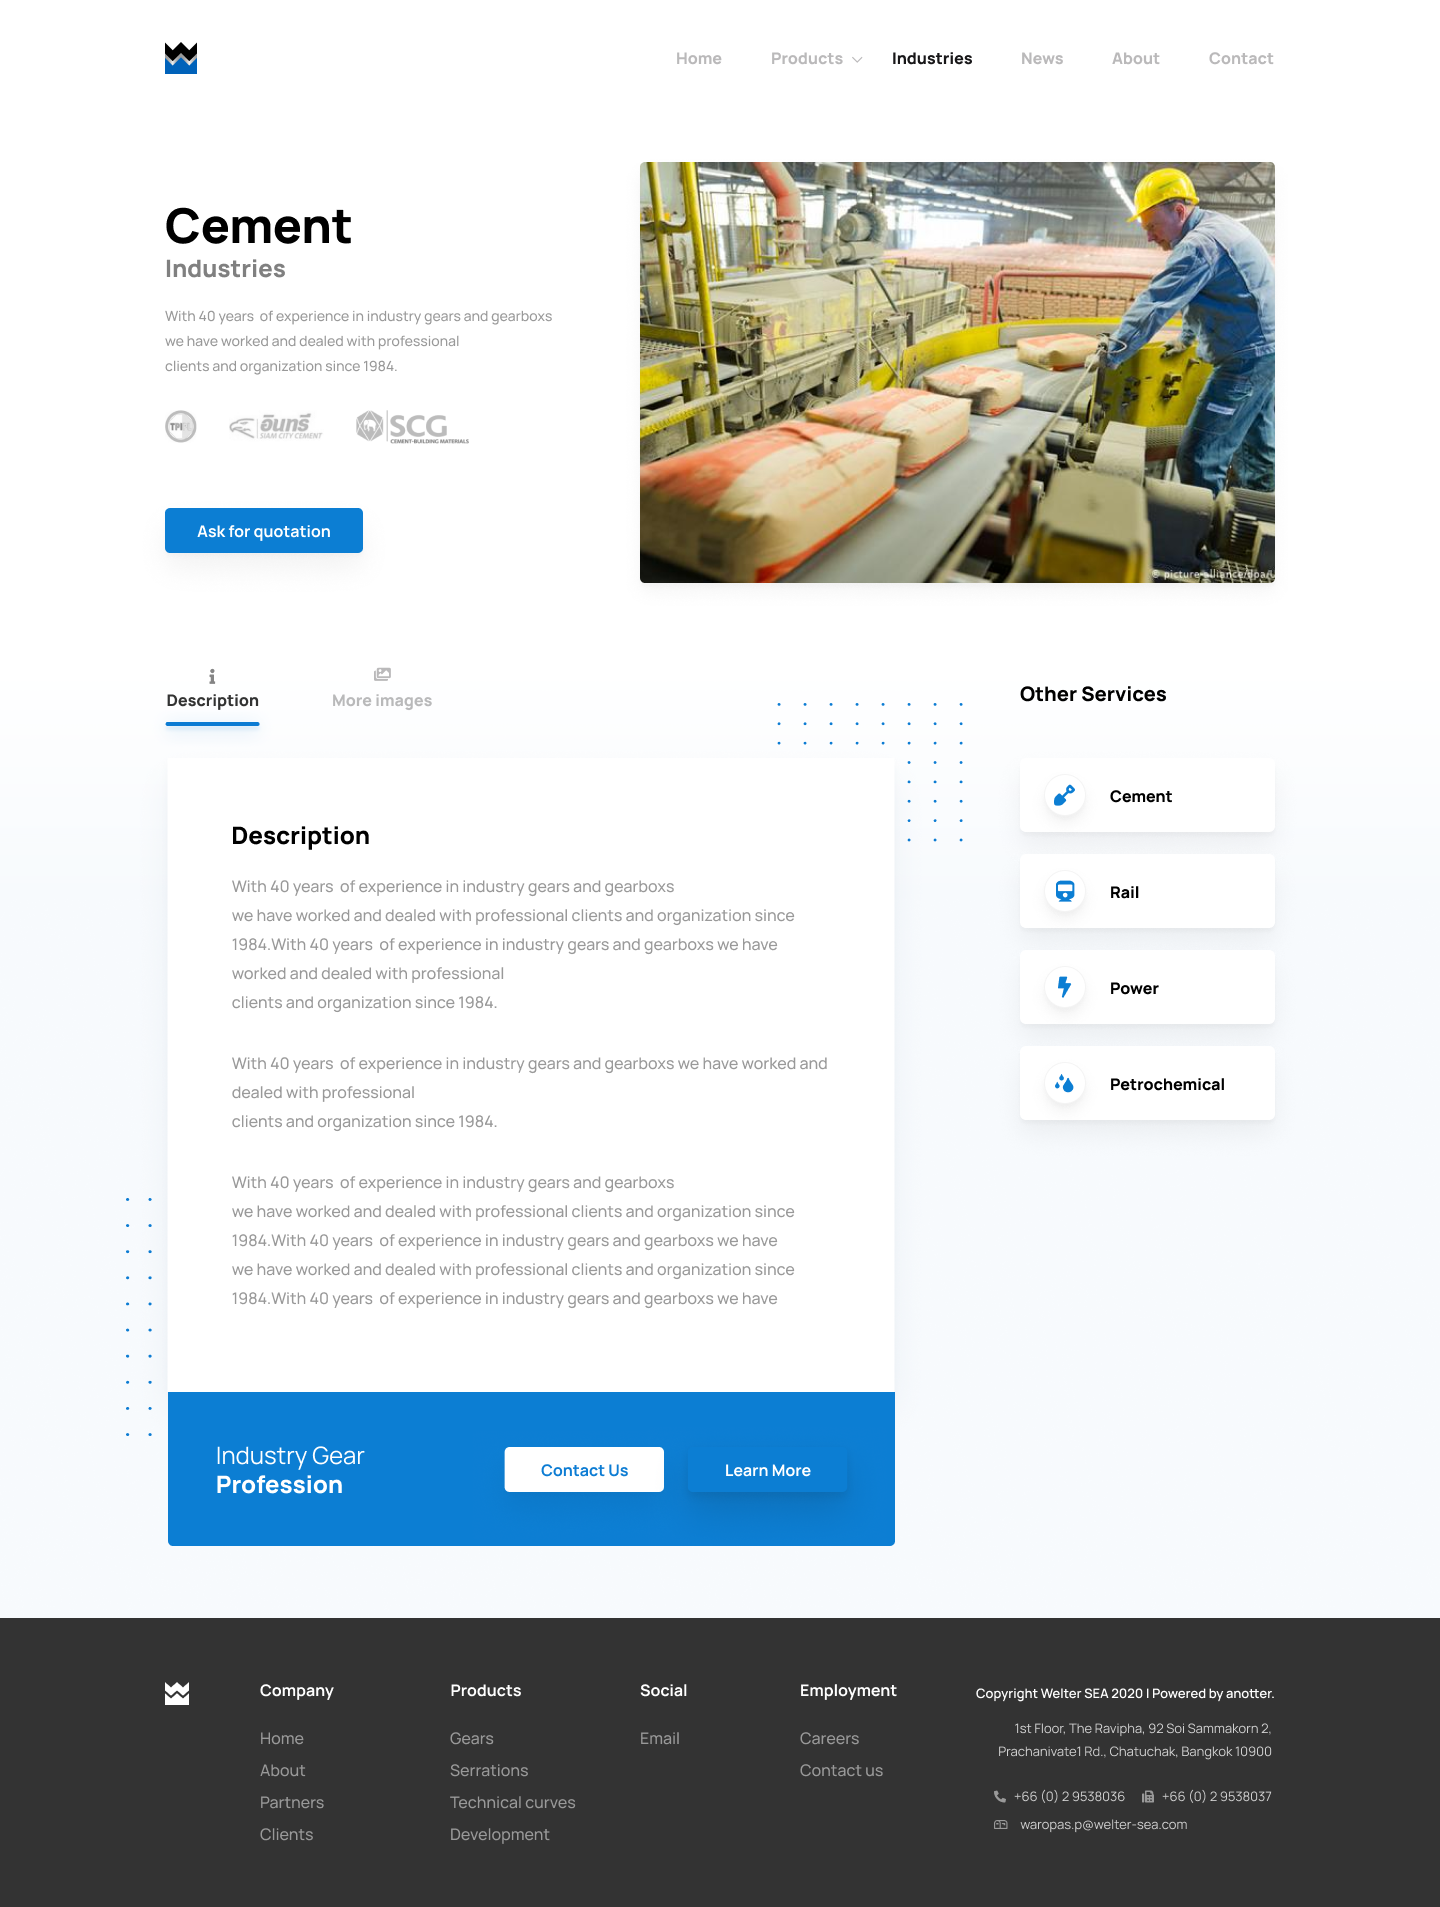 Home Products Industries News About Contact
Cement
Industries
With 40 years of experience in industry gears and gearboxs
we have worked and dealed with professional
clients and organization since 1984.
TPI
อินทรี
SIAM CITY CEMENT
SCG
CEMENT-BUILDING MATERIALS
Ask for quotation
© picture-alliance/dpa
Description
More images
Other Services
Description
With 40 years of experience in industry gears and gearboxs
we have worked and dealed with professional clients and organization since
1984.With 40 years of experience in industry gears and gearboxs we have
worked and dealed with professional
clients and organization since 1984.
With 40 years of experience in industry gears and gearboxs we have worked and
dealed with professional
clients and organization since 1984.
With 40 years of experience in industry gears and gearboxs
we have worked and dealed with professional clients and organization since
1984.With 40 years of experience in industry gears and gearboxs we have
we have worked and dealed with professional clients and organization since
1984.With 40 years of experience in industry gears and gearboxs we have
Cement
Rail
Power
Petrochemical
Industry Gear
Profession
Contact Us
Learn More
Company
Home
About
Partners
Clients
Products
Gears
Serrations
Technical curves
Development
Social
Email
Employment
Careers
Contact us
Copyright Welter SEA 2020 | Powered by anotter.
1st Floor, The Ravipha, 92 Soi Sammakorn 2,
Prachanivate1 Rd., Chatuchak, Bangkok 10900
+66 (0) 2 9538036 +66 (0) 2 9538037
waropas.p@welter-sea.com